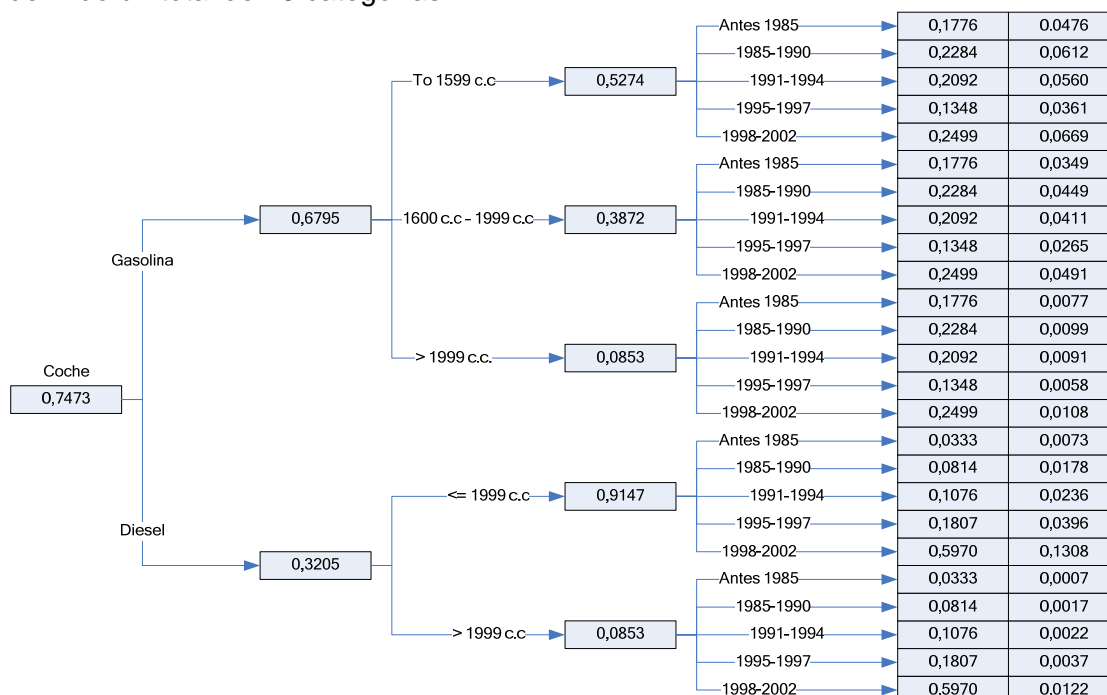 total de categorías
Antes 1985 0,1776 0,0476
1985-1990 0,2284 0,0612
To 1599 c.c 0,5274 1991-1994 0,2092 0,0560
1995-1997 0,1348 0,0361
1998-2002 0,2499 0,0669
Antes 1985 0,1776 0,0349
1985-1990 0,2284 0,0449
0,6795 1600 c.c - 1999 c.c 0,3872 1991-1994 0,2092 0,0411
1995-1997 0,1348 0,0265
Gasolina
1998-2002 0,2499 0,0491
Antes 1985 0,1776 0,0077
1985-1990 0,2284 0,0099
> 1999 c.c. 0,0853 1991-1994 0,2092 0,0091
Coche
1995-1997 0,1348 0,0058
0,7473
1998-2002 0,2499 0,0108
Antes 1985 0,0333 0,0073
1985-1990 0,0814 0,0178
<= 1999 c.c 0,9147 1991-1994 0,1076 0,0236
1995-1997 0,1807 0,0396
Diesel
1998-2002 0,5970 0,1308
0,3205
Antes 1985 0,0333 0,0007
1985-1990 0,0814 0,0017
> 1999 c.c 0,0853 1991-1994 0,1076 0,0022
1995-1997 0,1807 0,0037
1998-2002 0,5970 0,0122